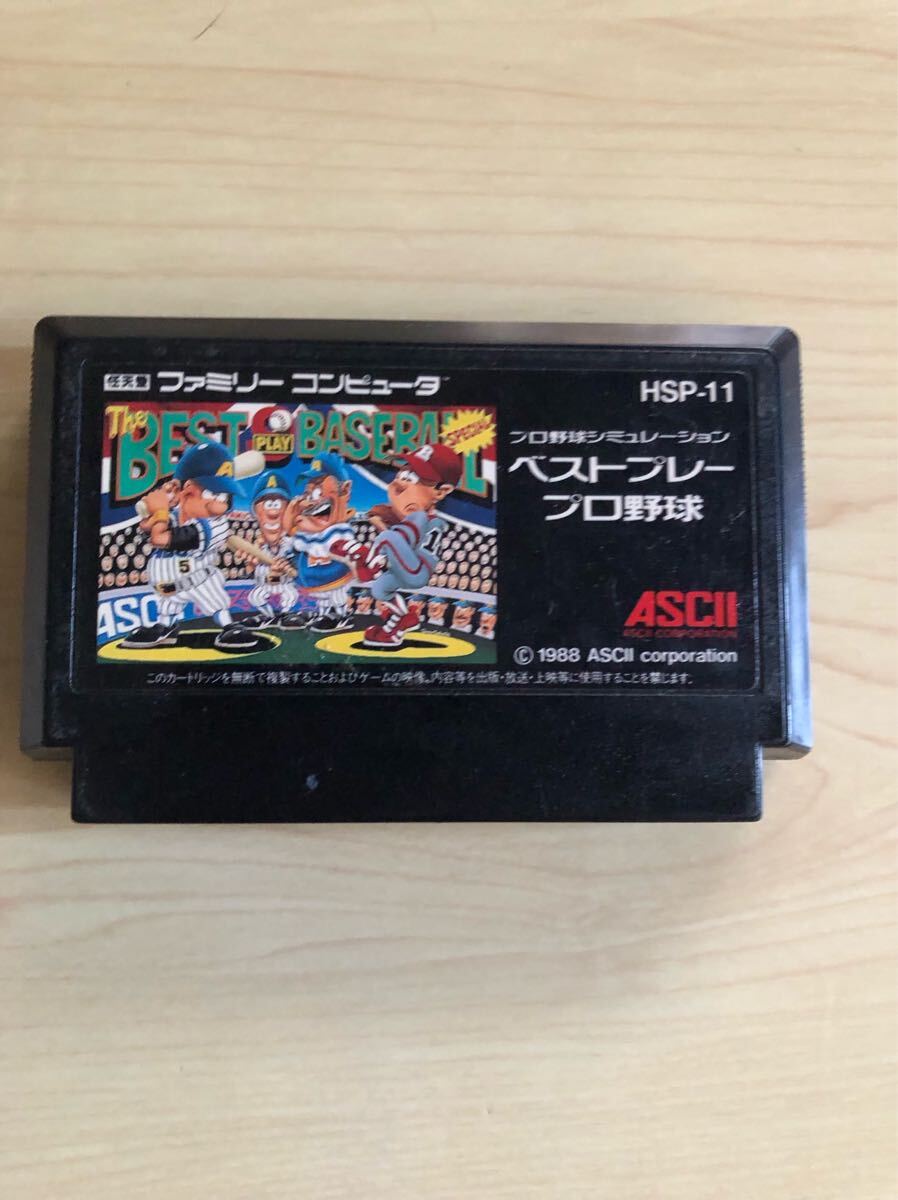 任天堂 ファミリー コンピュータ™
HSP-11
The
BEST PLAY BASEBALL
SPECIAL
A
A
A
B
5
1
ASCII
プロ野球シミュレーション
ベストプレー
プロ野球
ASCII
ASCII CORPORATION
© 1988 ASCII corporation
このカートリッジを無断で複製することおよびゲームの映像、内容等を出版・放送・上映等に使用することを禁じます。